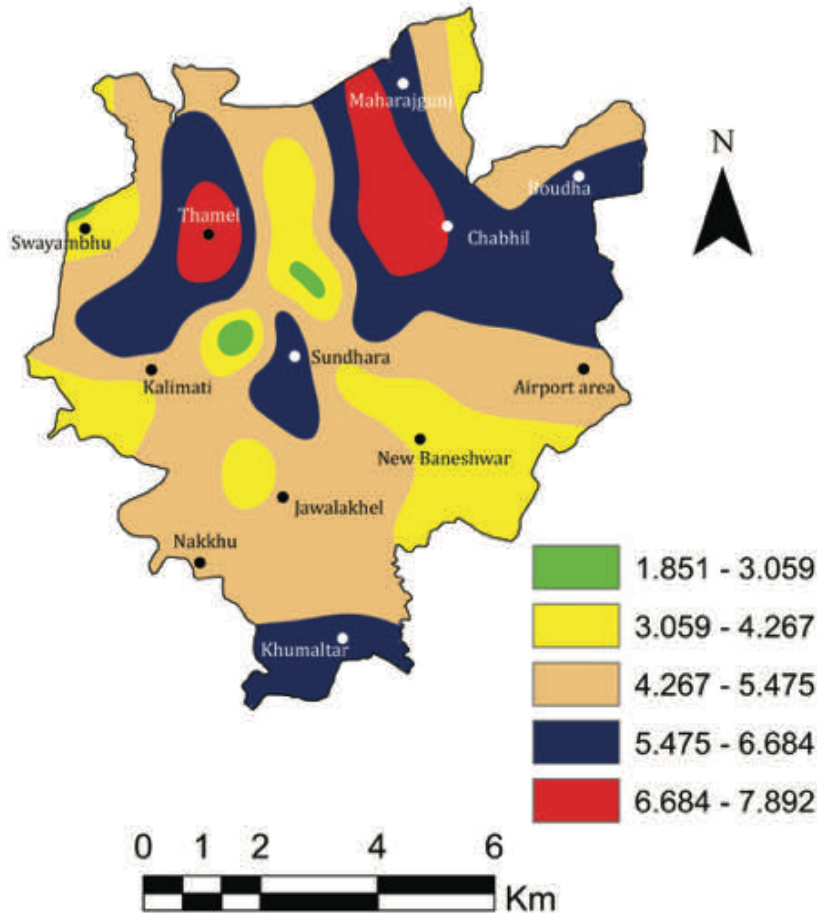 Maharajgunj
N
Boudha
Thamel
Swayambhu
Chabhil
Sundhara
Kalimati
Airport area
New Baneshwar
Jawalakhel
Nakkhu
1.851 - 3.059
3.059 - 4.267
Khumaltar
4.267 - 5.475
5.475 - 6.684
6.684 - 7.892
0 1 2 4 6
Km